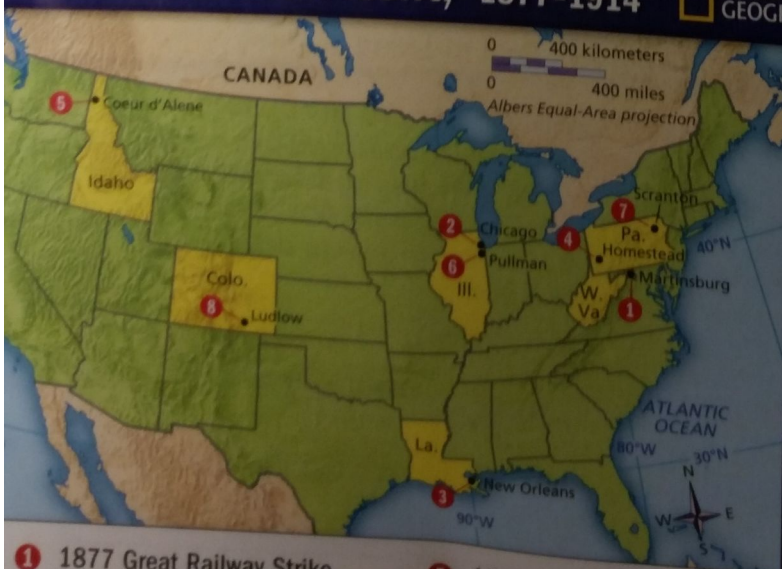 1877-1914
GEOG
0 400 kilometers
0 400 miles
Albers Equal-Area projection
CANADA
5
Coeur d'Alene
Idaho
Scranton
7
2
Chicago
4
Pa.
40°N
Homestead
6
Pullman
Colo.
Martinsburg
Ill.
W.
Va.
8
Ludlow
1
ATLANTIC
OCEAN
La.
80°W
30°N
3
New Orleans
90°W
N
W E
S
1 1877 Great Railway Strike